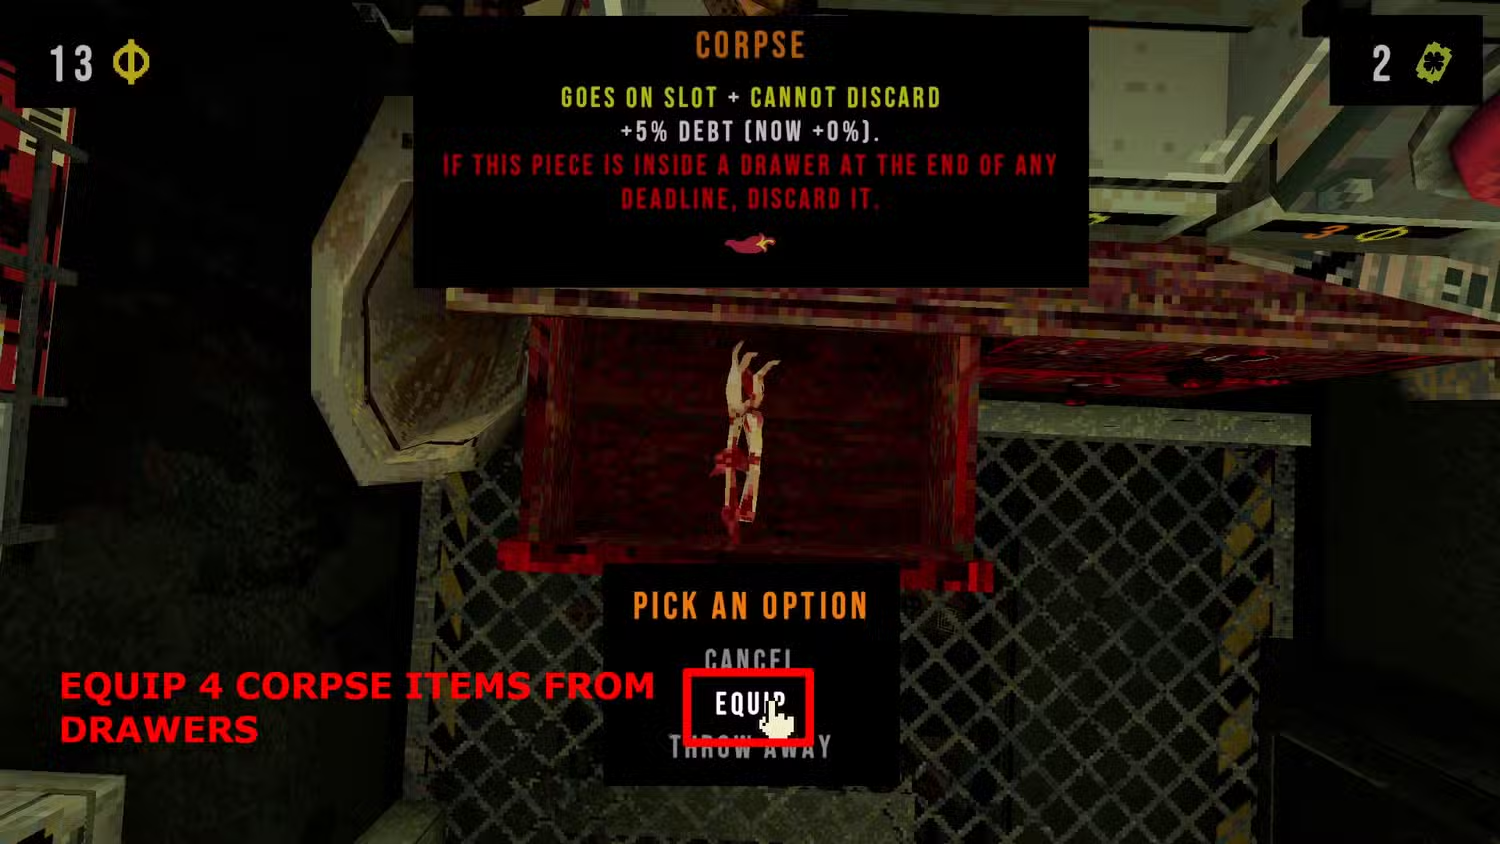 13
CORPSE
2
GOES ON SLOT + CANNOT DISCARD
+5% DEBT (NOW +0%).
IF THIS PIECE IS INSIDE A DRAWER AT THE END OF ANY
DEADLINE, DISCARD IT.
3
PICK AN OPTION
CANCEL
EQUIP 4 CORPSE ITEMS FROM
DRAWERS
EQUIP
THROW AWAY